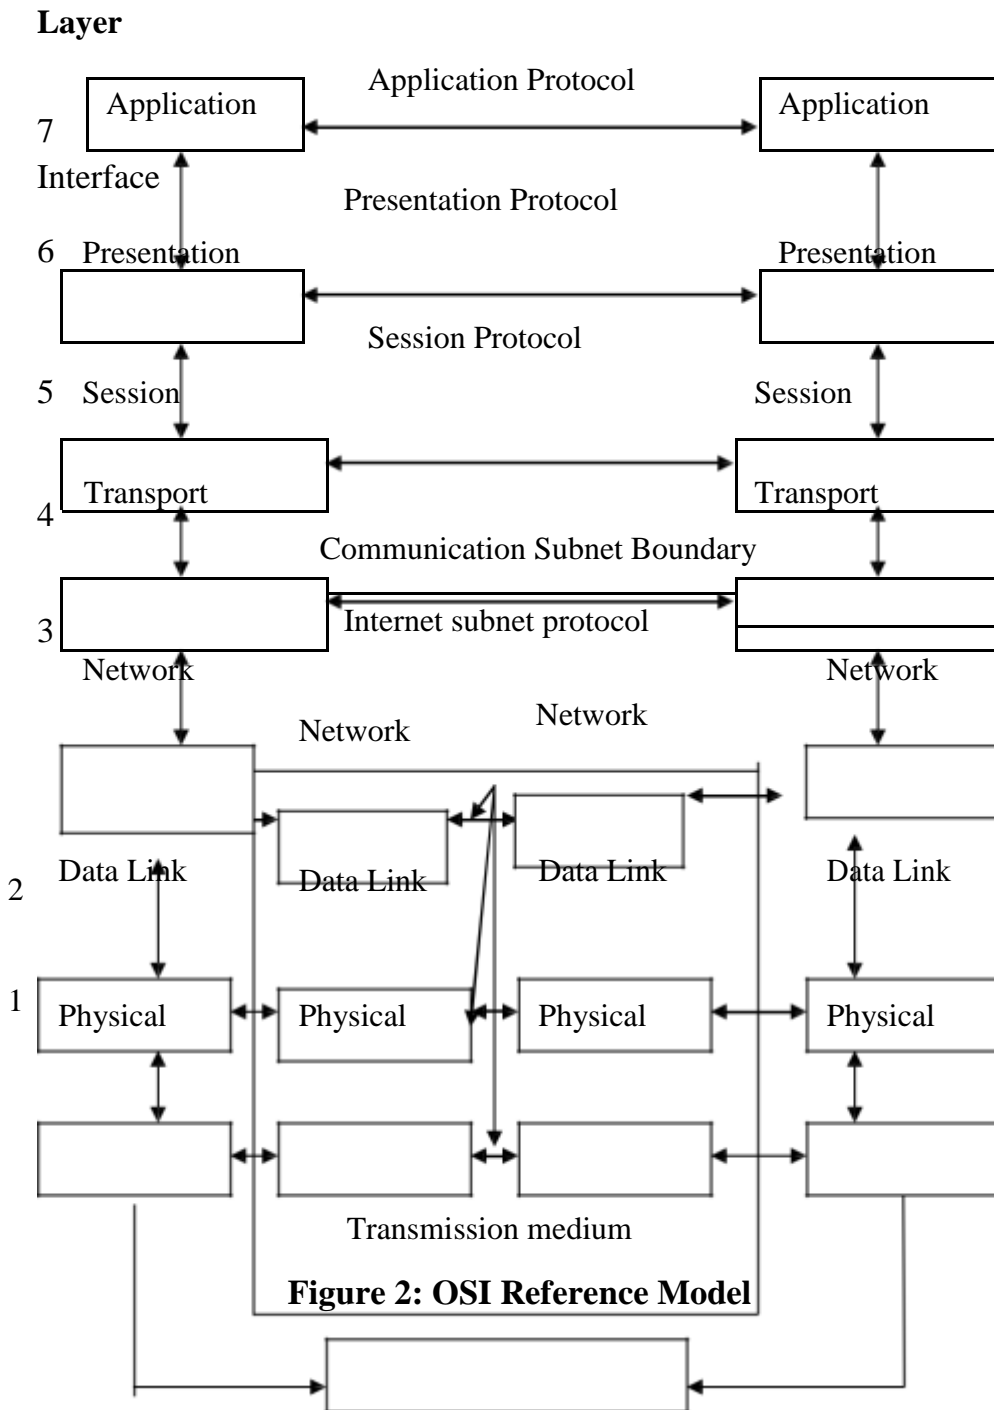 Layer
Application Protocol
Application Application
7
Interface
Presentation Protocol
6 Presentation Presentation
Session Protocol
5 Session Session
Transport Transport
4
Communication Subnet Boundary
Internet subnet protocol
3
Network Network
Network Network
Data Link Data Link Data Link Data Link
2
1
Physical Physical Physical Physical
Transmission medium
Figure 2: OSI Reference Model